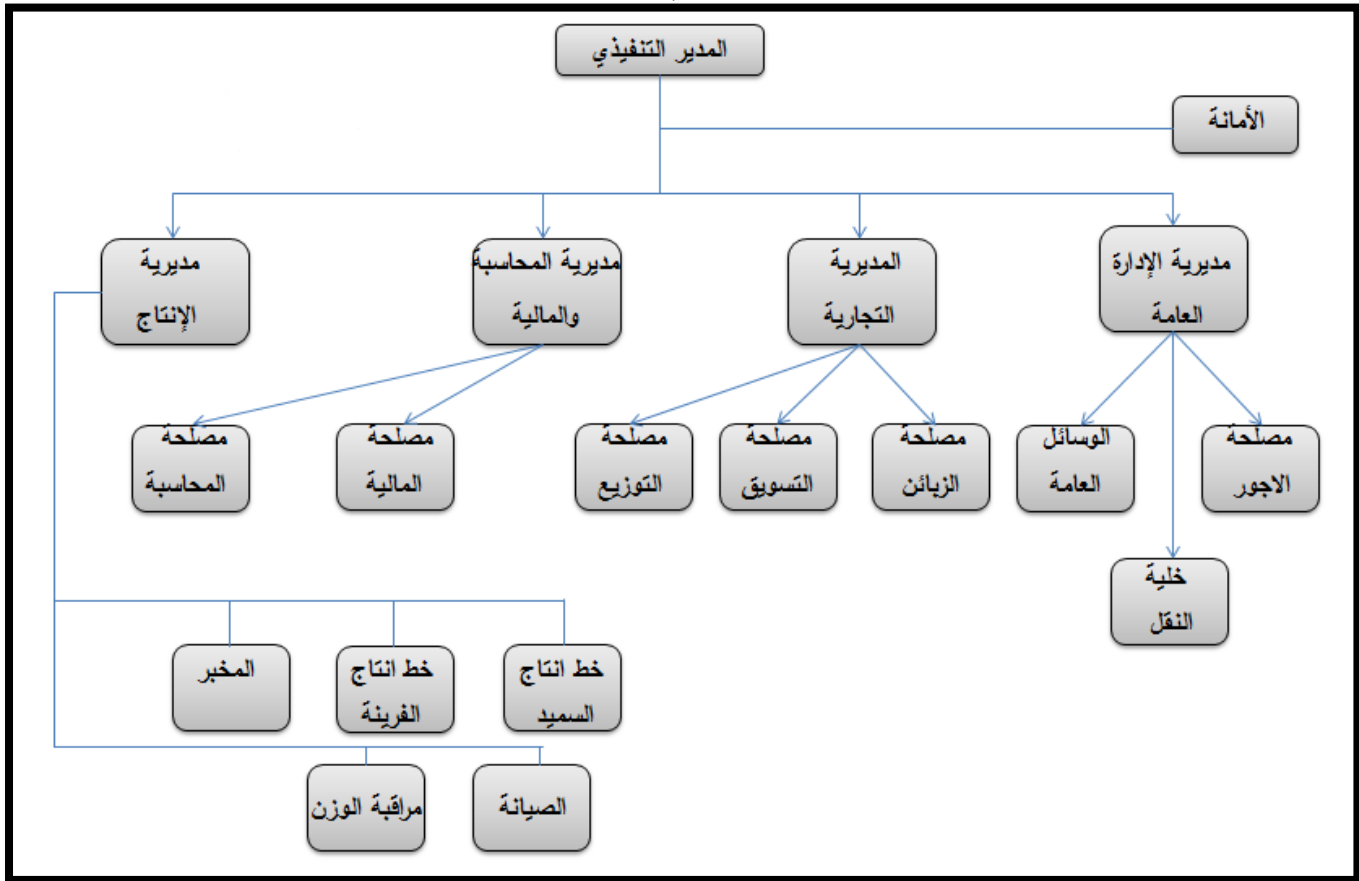 المدير التنفيذي
الأمانة
مديرية الإدارة
العامة
المديرية
التجارية
مديرية المحاسبة
والمالية
مديرية
الإنتاج
مصلحة
الاجور
الوسائل
العامة
خلية
النقل
مصلحة
الزبائن
مصلحة
التسويق
مصلحة
التوزيع
مصلحة
المالية
مصلحة
المحاسبة
خط انتاج
السميد
خط انتاج
الفرينة
المخبر
الصيانة
مراقبة الوزن